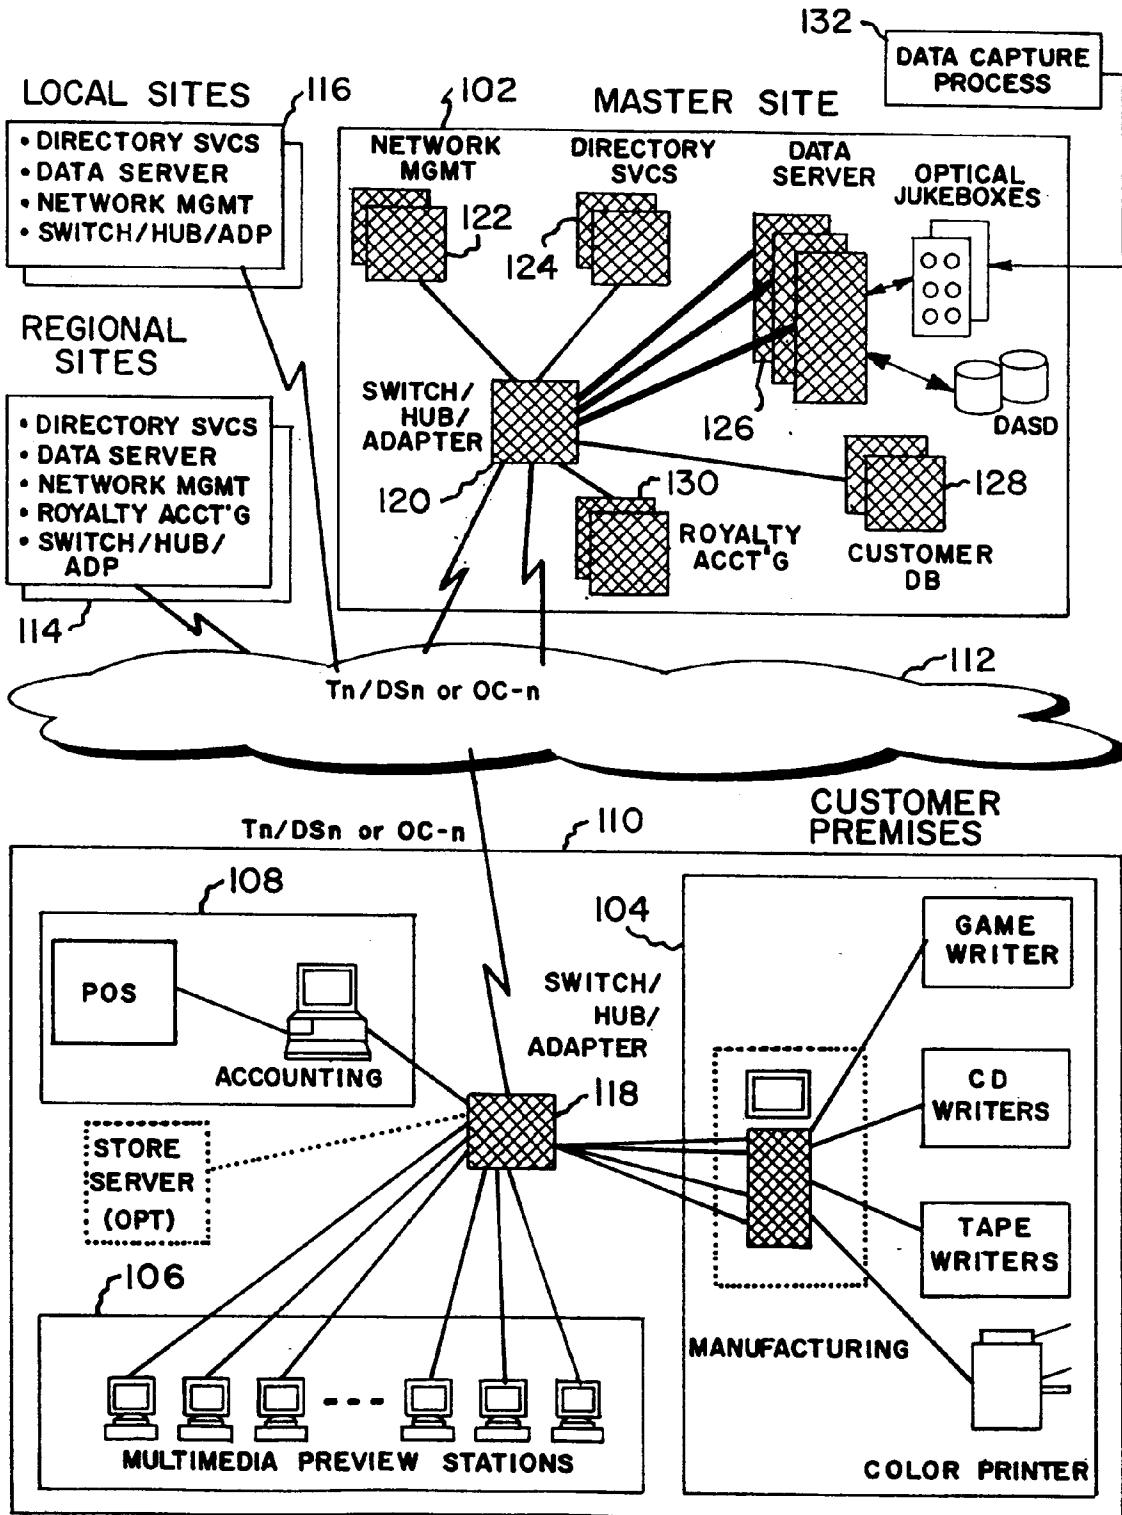 132
DATA CAPTURE
PROCESS
LOCAL SITES
116
• DIRECTORY SVCS
• DATA SERVER
• NETWORK MGMT
• SWITCH/HUB/ADP
102
MASTER SITE
NETWORK
MGMT
122
DIRECTORY
SVCS
124
DATA
SERVER
126
OPTICAL
JUKEBOXES
DASD
REGIONAL
SITES
• DIRECTORY SVCS
• DATA SERVER
• NETWORK MGMT
• ROYALTY ACCT'G
• SWITCH/HUB/
ADP
114
SWITCH/
HUB/
ADAPTER
120
130
ROYALTY
ACCT'G
128
CUSTOMER
DB
112
Tn/DSn or OC-n
CUSTOMER
PREMISES
Tn/DSn or OC-n
110
108
POS
ACCOUNTING
104
SWITCH/
HUB/
ADAPTER
118
GAME
WRITER
CD
WRITERS
TAPE
WRITERS
STORE
SERVER
(OPT)
106
MANUFACTURING
MULTIMEDIA PREVIEW STATIONS
COLOR PRINTER